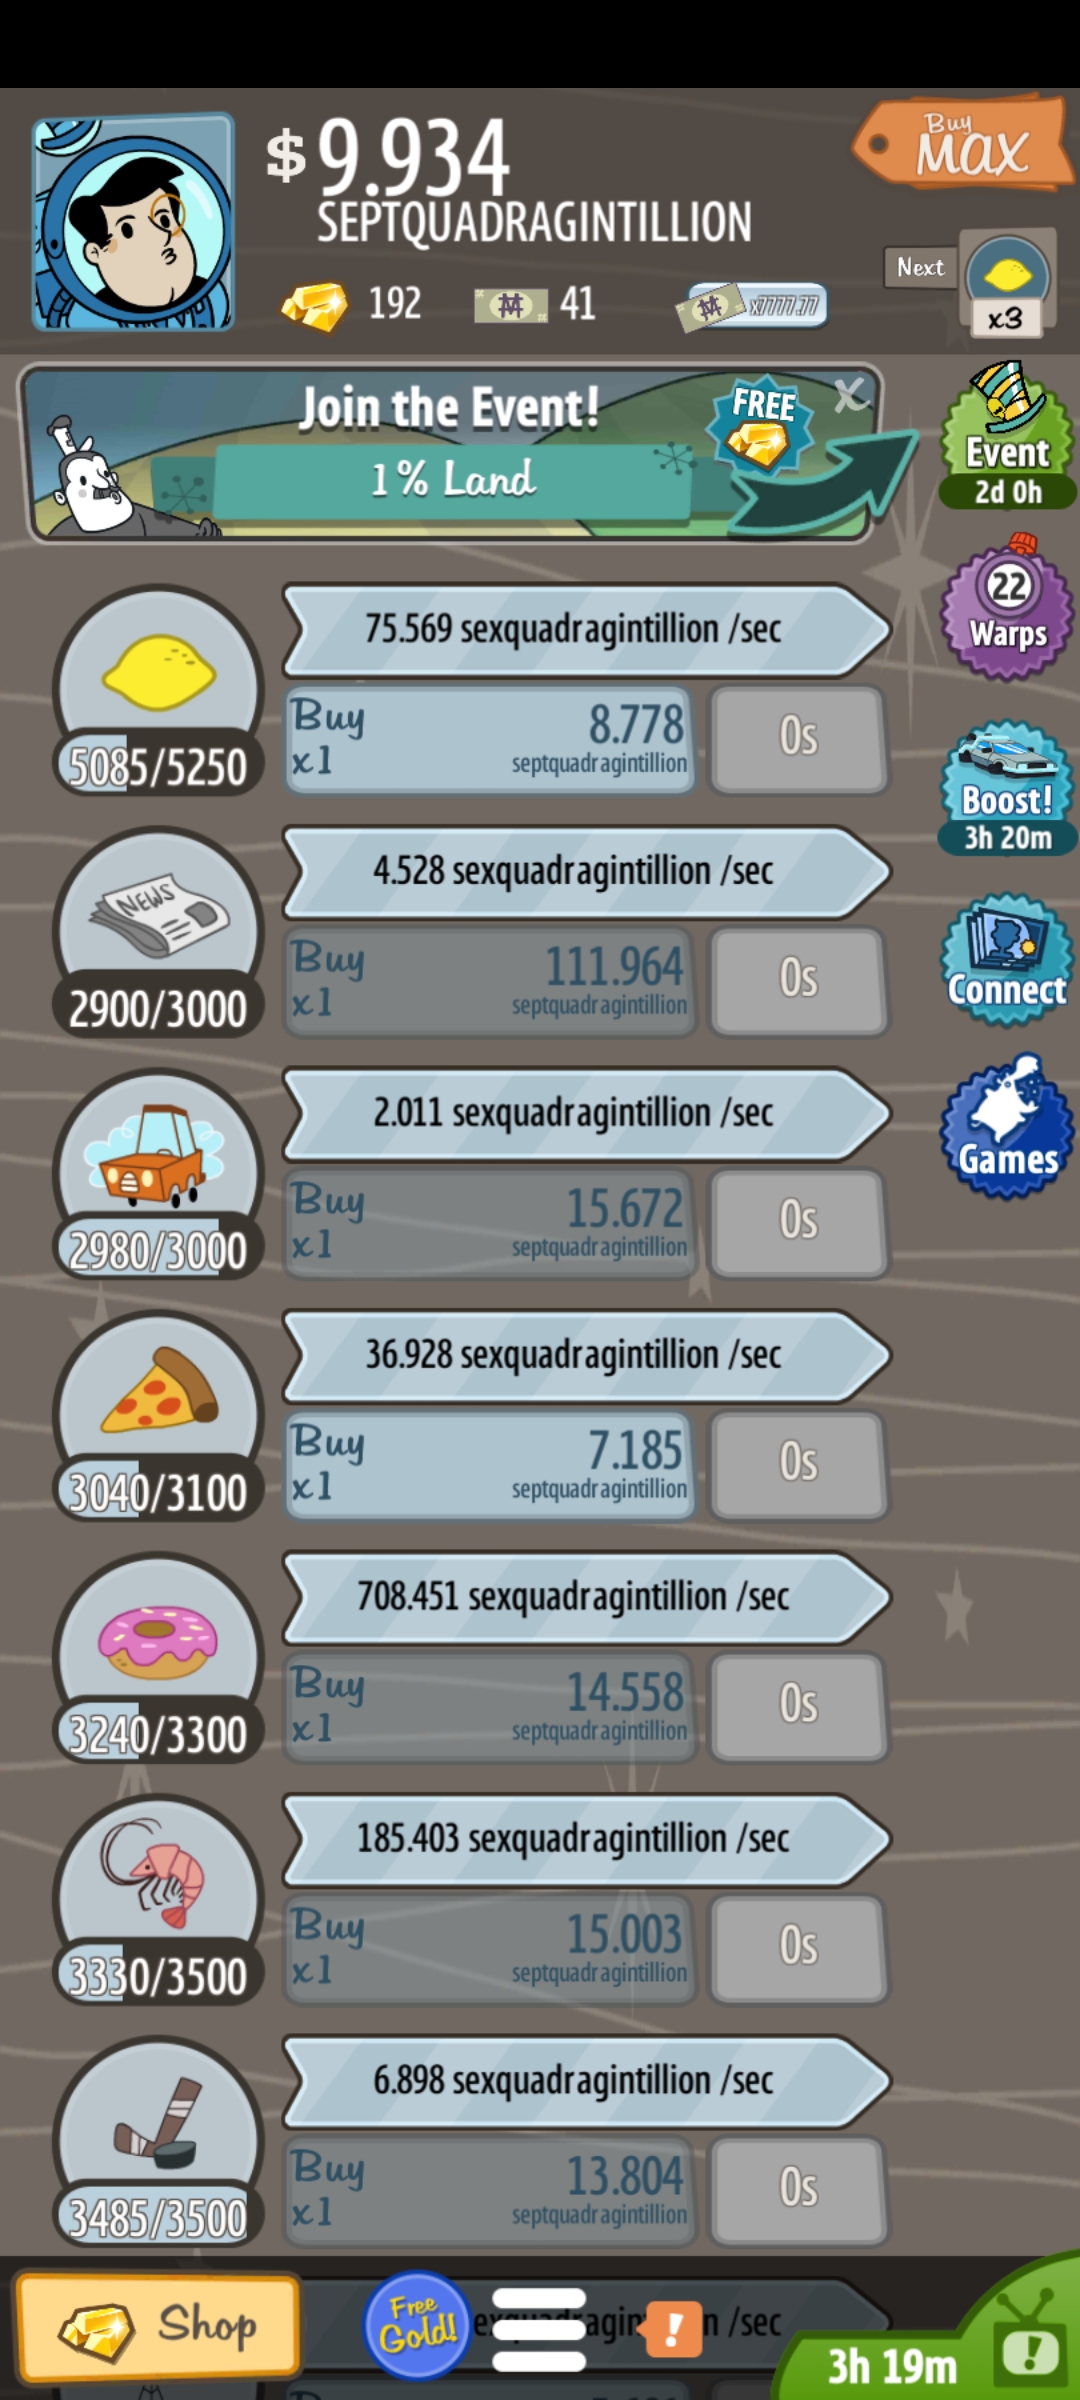 $ 9.934
SEPTQUADRAGINTILLION
Buy
MAX
192
41
x7777.77
Next
x3
Join the Event!
1% Land
FREE
X
Event
2d 0h
75.569 sexquadragintillion /sec
Buy
x1
8.778
septquadragintillion
0s
5085/5250
22
Warps
Boost!
3h 20m
4.528 sexquadragintillion /sec
NEWS
Buy
x1
111.964
septquadragintillion
0s
2900/3000
Connect
2.011 sexquadragintillion /sec
Buy
x1
15.672
septquadragintillion
0s
2980/3000
Games
36.928 sexquadragintillion /sec
Buy
x1
7.185
septquadragintillion
0s
3040/3100
708.451 sexquadragintillion /sec
Buy
x1
14.558
septquadragintillion
0s
3240/3300
185.403 sexquadragintillion /sec
Buy
x1
15.003
septquadragintillion
0s
3330/3500
6.898 sexquadragintillion /sec
Buy
x1
13.804
septquadragintillion
0s
3485/3500
Shop
Free
Gold!
!
/sec
3h 19m
!
Buy